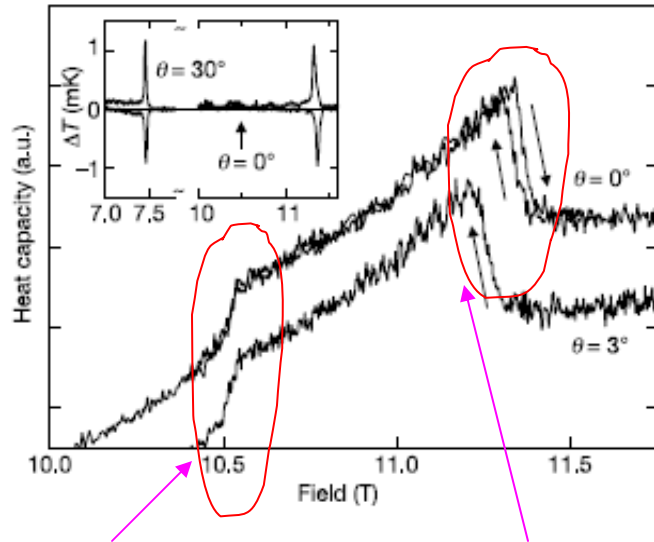 Heat capacity (a.u.)
ΔT (mK)
1
0
−1
θ = 30°
θ = 0°
7.0
7.5
~
~
10
11
θ = 0°
θ = 3°
10.0
10.5
11.0
11.5
Field (T)